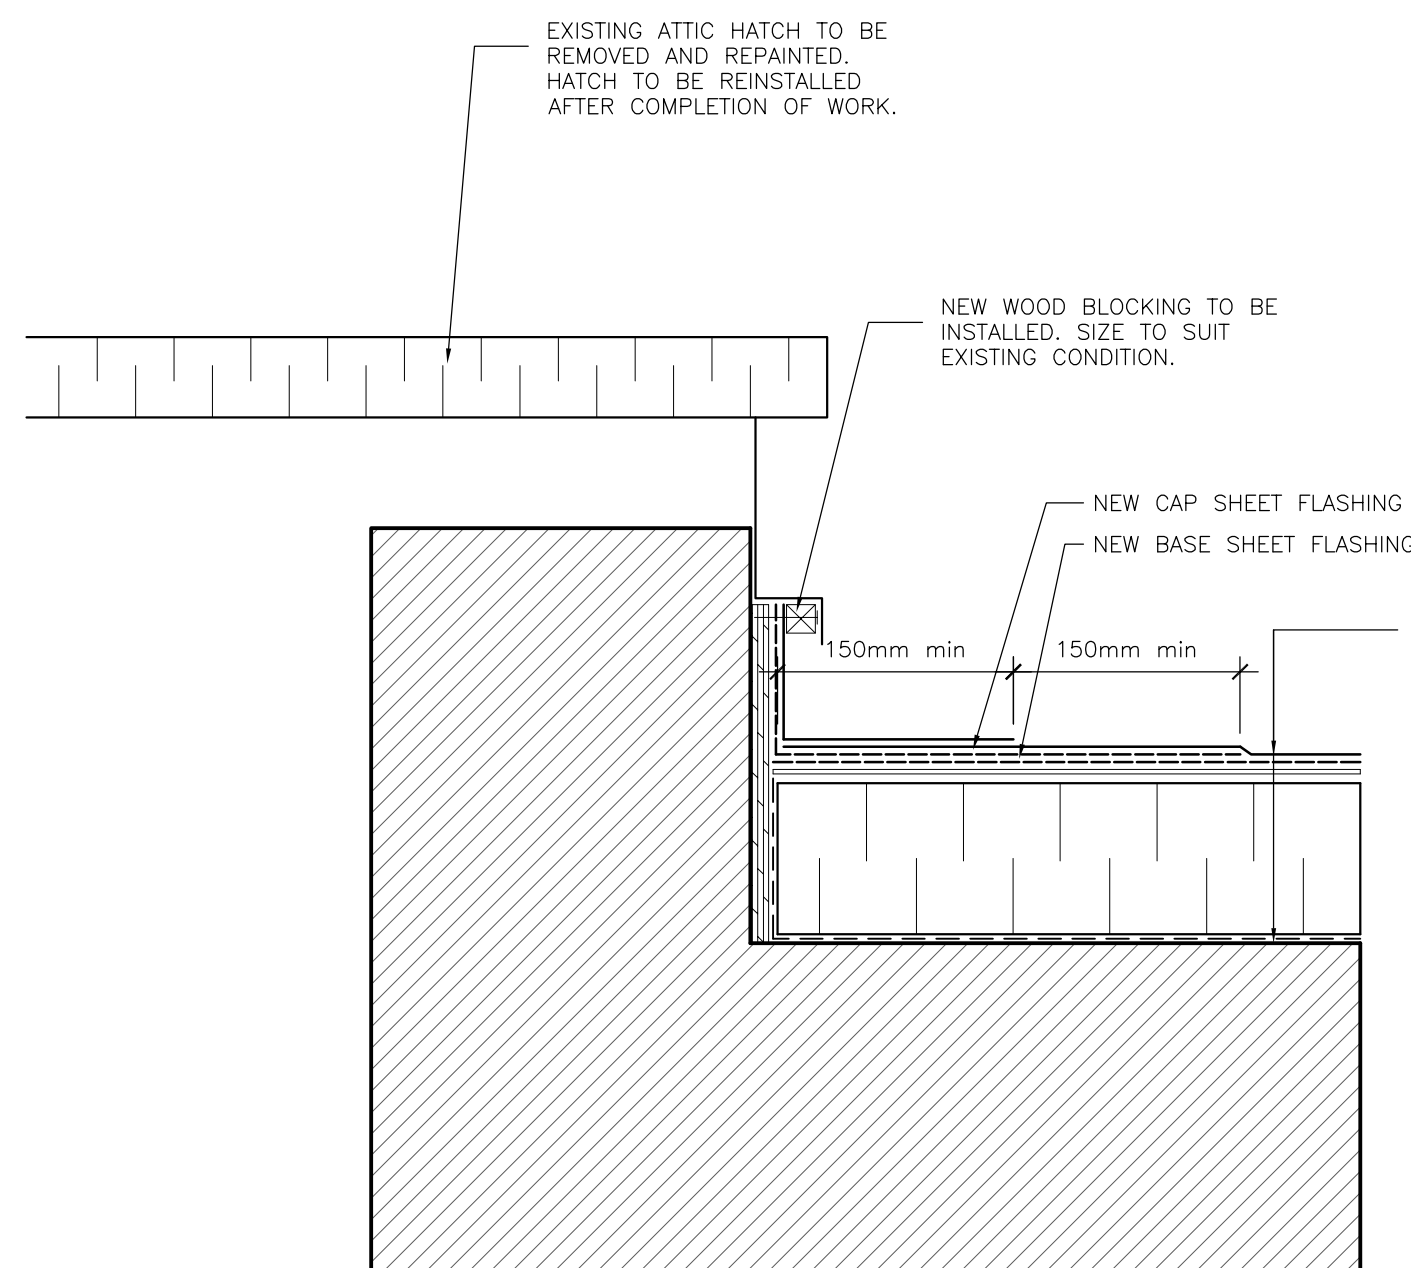 EXISTING ATTIC HATCH TO BE
REMOVED AND REPAINTED.
HATCH TO BE REINSTALLED
AFTER COMPLETION OF WORK.
NEW WOOD BLOCKING TO BE
INSTALLED. SIZE TO SUIT
EXISTING CONDITION.
NEW CAP SHEET FLASHING
NEW BASE SHEET FLASHING
150mm min
150mm min